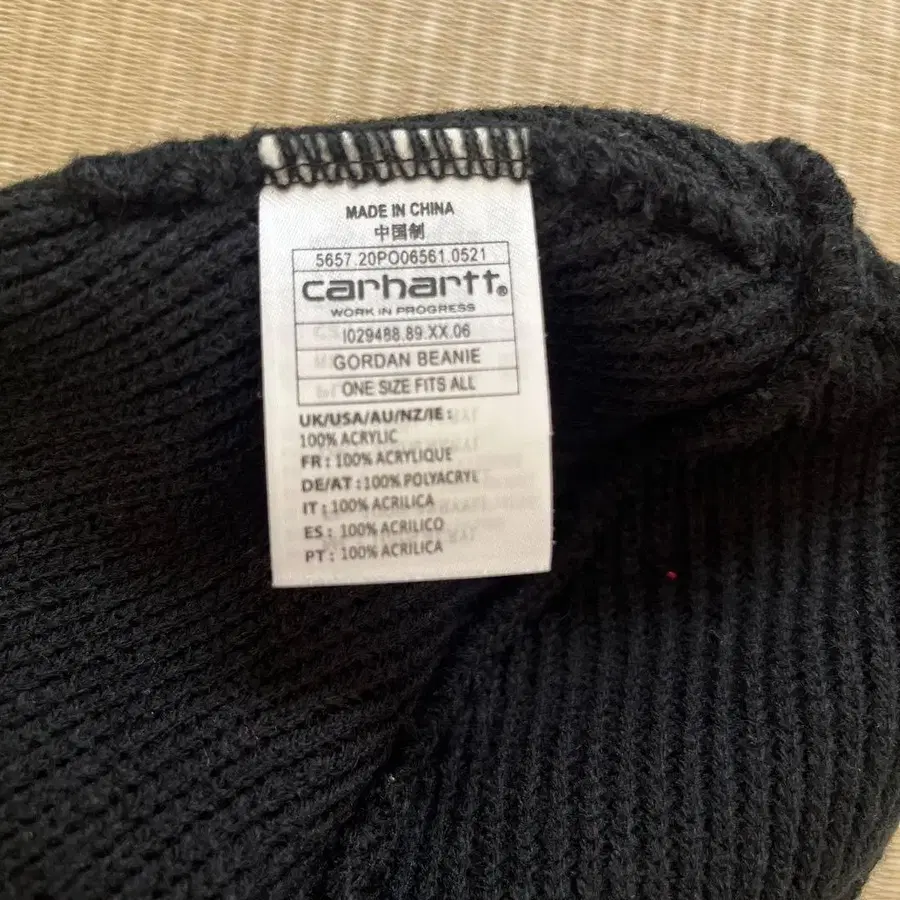 MADE IN CHINA
中国制
5657.20PO06561.0521
carhartt®
WORK IN PROGRESS
I029488.89.XX.06
GORDAN BEANIE
ONE SIZE FITS ALL
UK/USA/AU/NZ/IE:
100% ACRYLIC
FR: 100% ACRYLIQUE
DE/AT: 100% POLYACRYL
IT: 100% ACRILICA
ES: 100% ACRILICO
PT: 100% ACRILICA